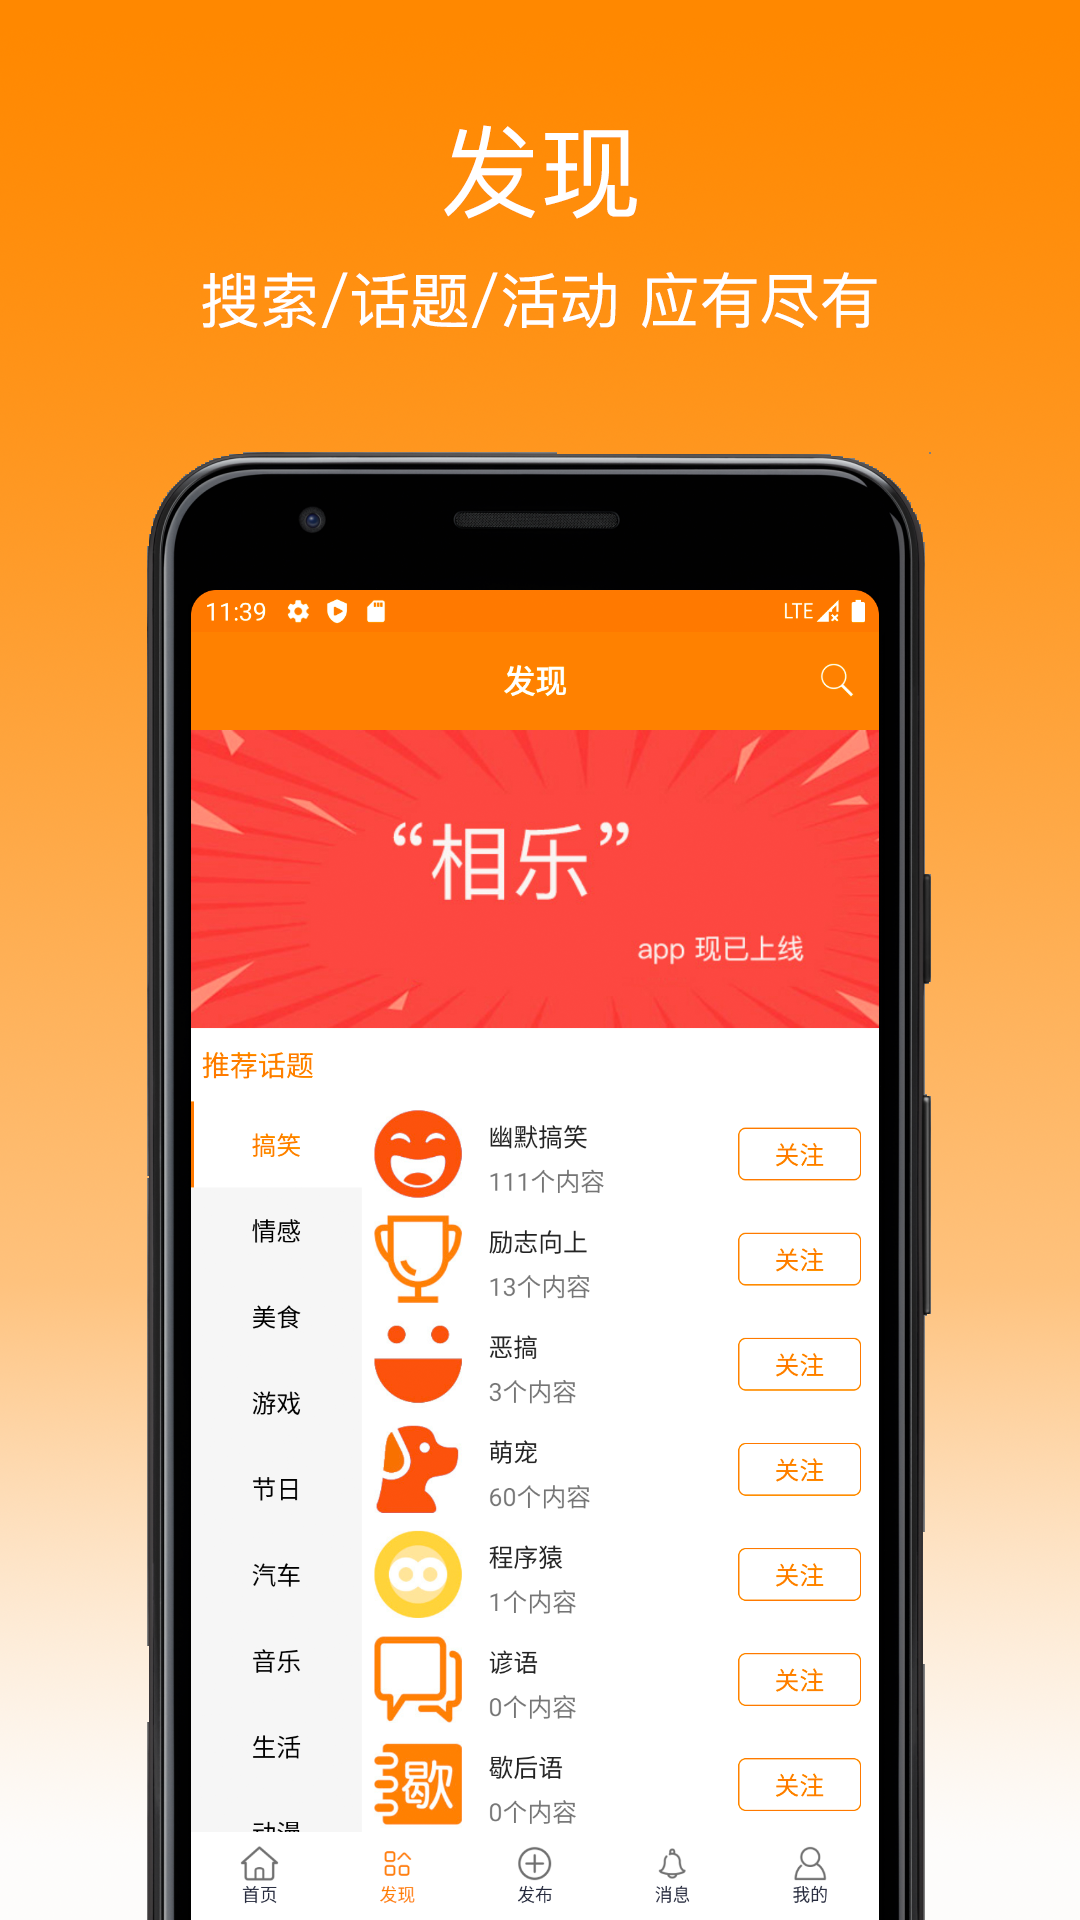 发现
搜索/话题/活动 应有尽有
11:39
LTE
发现
“相乐”
app 现已上线
推荐话题
搞笑
情感
美食
游戏
节日
汽车
音乐
生活
动漫
幽默搞笑
111个内容
关注
励志向上
13个内容
关注
恶搞
3个内容
关注
萌宠
60个内容
关注
程序猿
1个内容
关注
谚语
0个内容
关注
歇
歇后语
0个内容
关注
首页
发现
发布
消息
我的